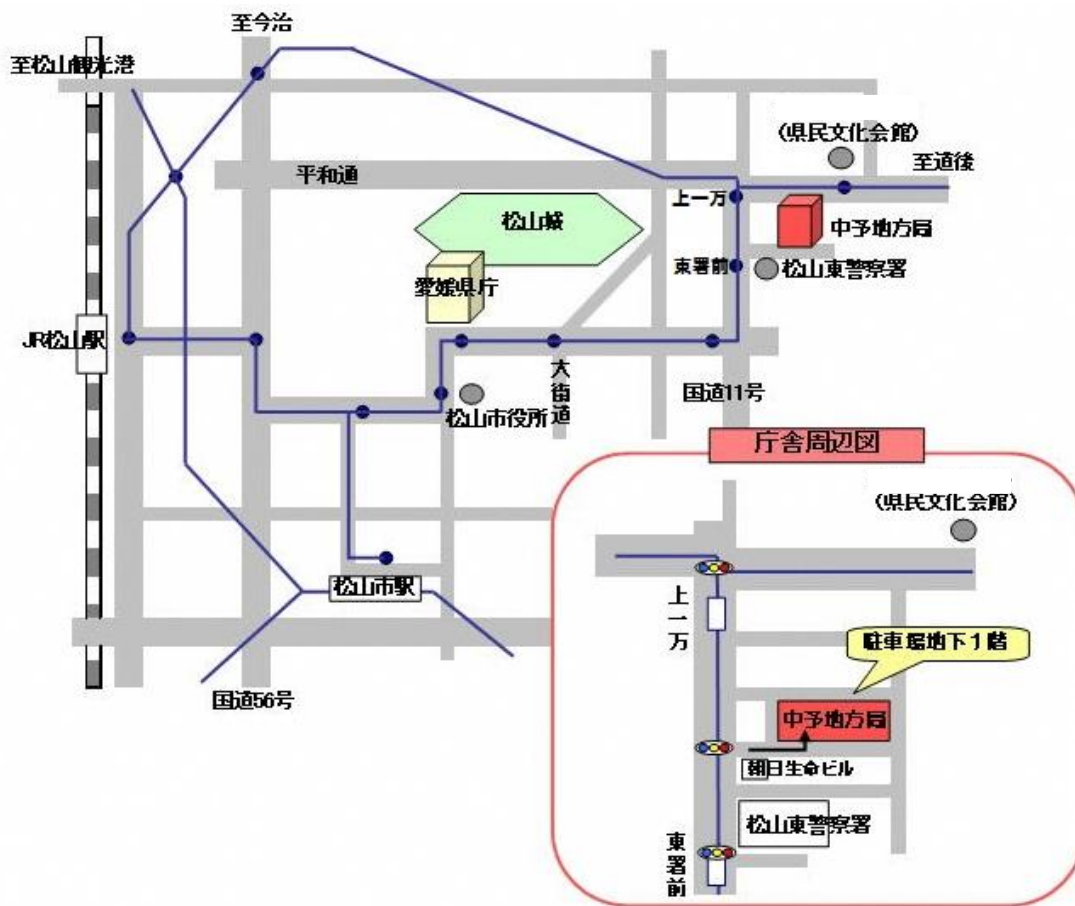 至今治
至松山観光港
(県民文化会館)
至道後
平和通
上一万
松山城
中予地方局
東署前
松山東警察署
愛媛県庁
JR松山駅
大街道
国道11号
松山市役所
庁舎周辺図
(県民文化会館)
松山市駅
上一万
駐車場地下1階
国道56号
中予地方局
朝日生命ビル
松山東警察署
東署前